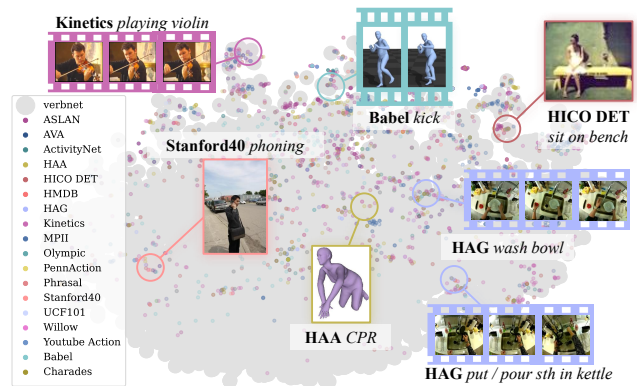 Kinetics playing violin
Babel kick
HICO DET
sit on bench
Stanford40 phoning
HAG wash bowl
HAA CPR
HAG put / pour sth in kettle
verbnet
ASLAN
AVA
ActivityNet
HAA
HICO DET
HMDB
HAG
Kinetics
MPII
Olympic
PennAction
Phrasal
Stanford40
UCF101
Willow
Youtube Action
Babel
Charades